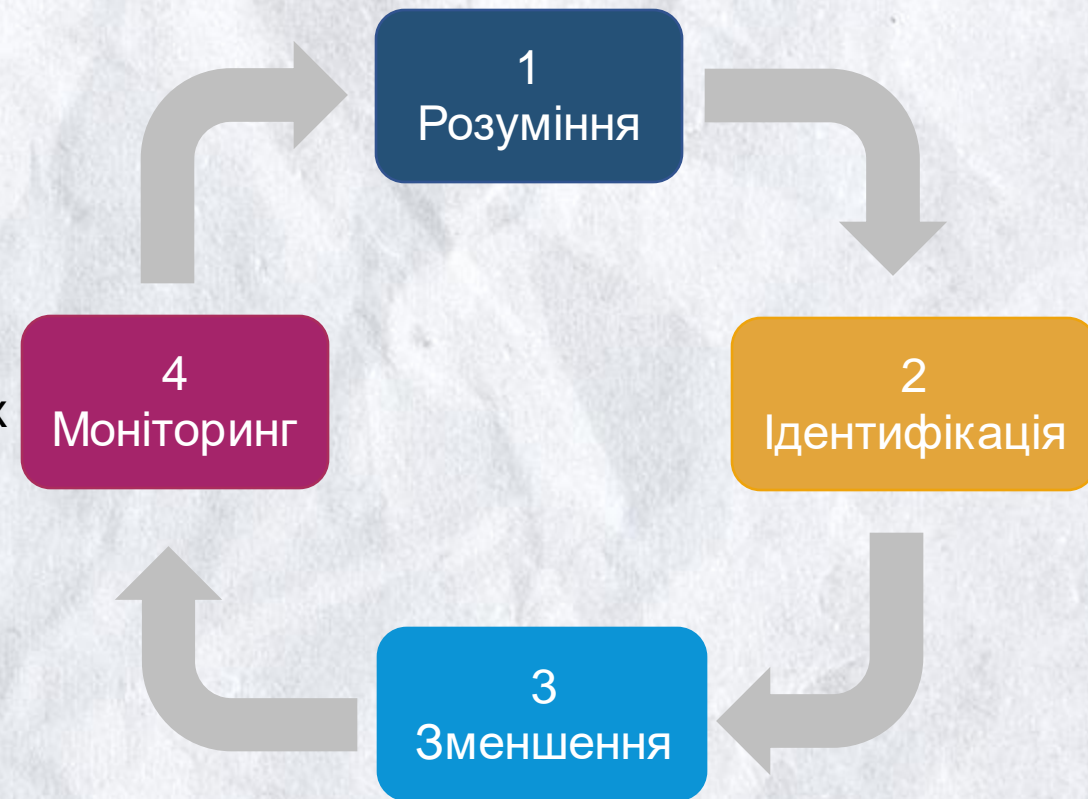 1
Розуміння
2
Ідентифікація
3
Зменшення
4
Моніторинг